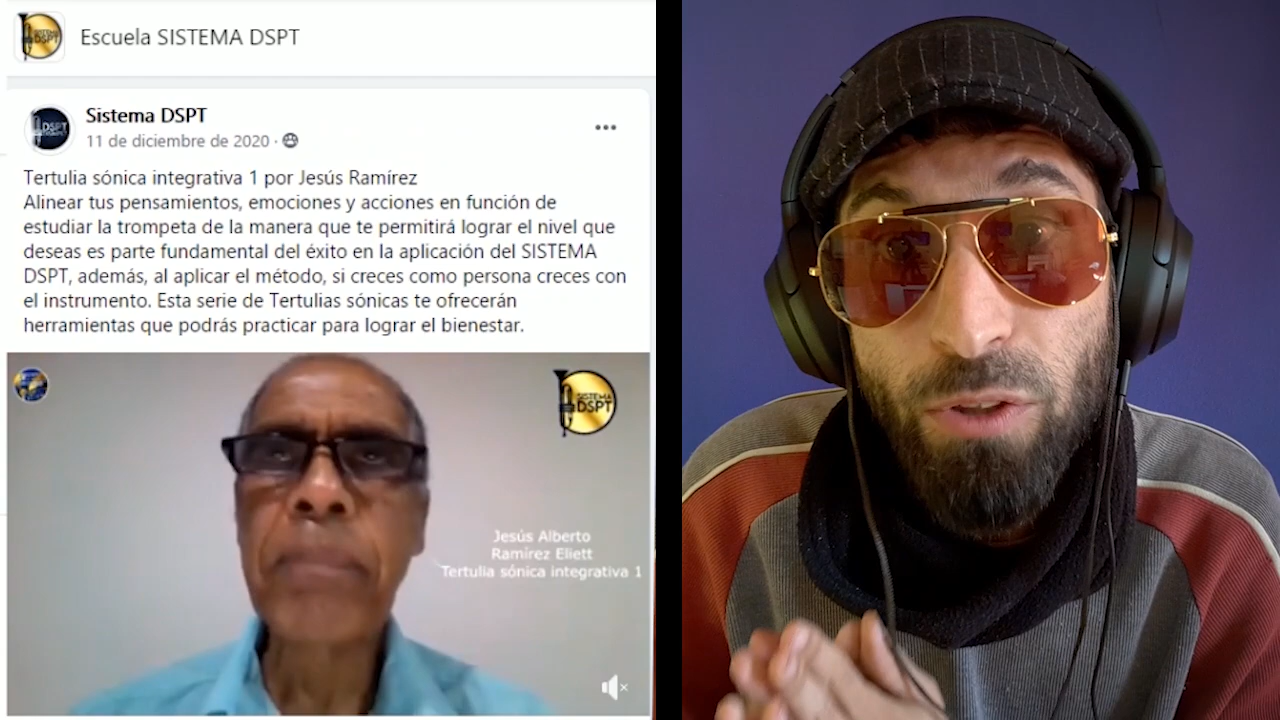 Escuela SISTEMA DSPT
Sistema DSPT
11 de diciembre de 2020 ·
Tertulia sónica integrativa 1 por Jesús Ramírez
Alinear tus pensamientos, emociones y acciones en función de
estudiar la trompeta de la manera que te permitirá lograr el nivel que
deseas es parte fundamental del éxito en la aplicación del SISTEMA
DSPT, además, al aplicar el método, si creces como persona creces con
el instrumento. Esta serie de Tertulias sónicas te ofrecerán
herramientas que podrás practicar para lograr el bienestar.
SISTEMA
DSPT
Jesús Alberto
Ramírez Eliett
Tertulia sónica integrativa 1